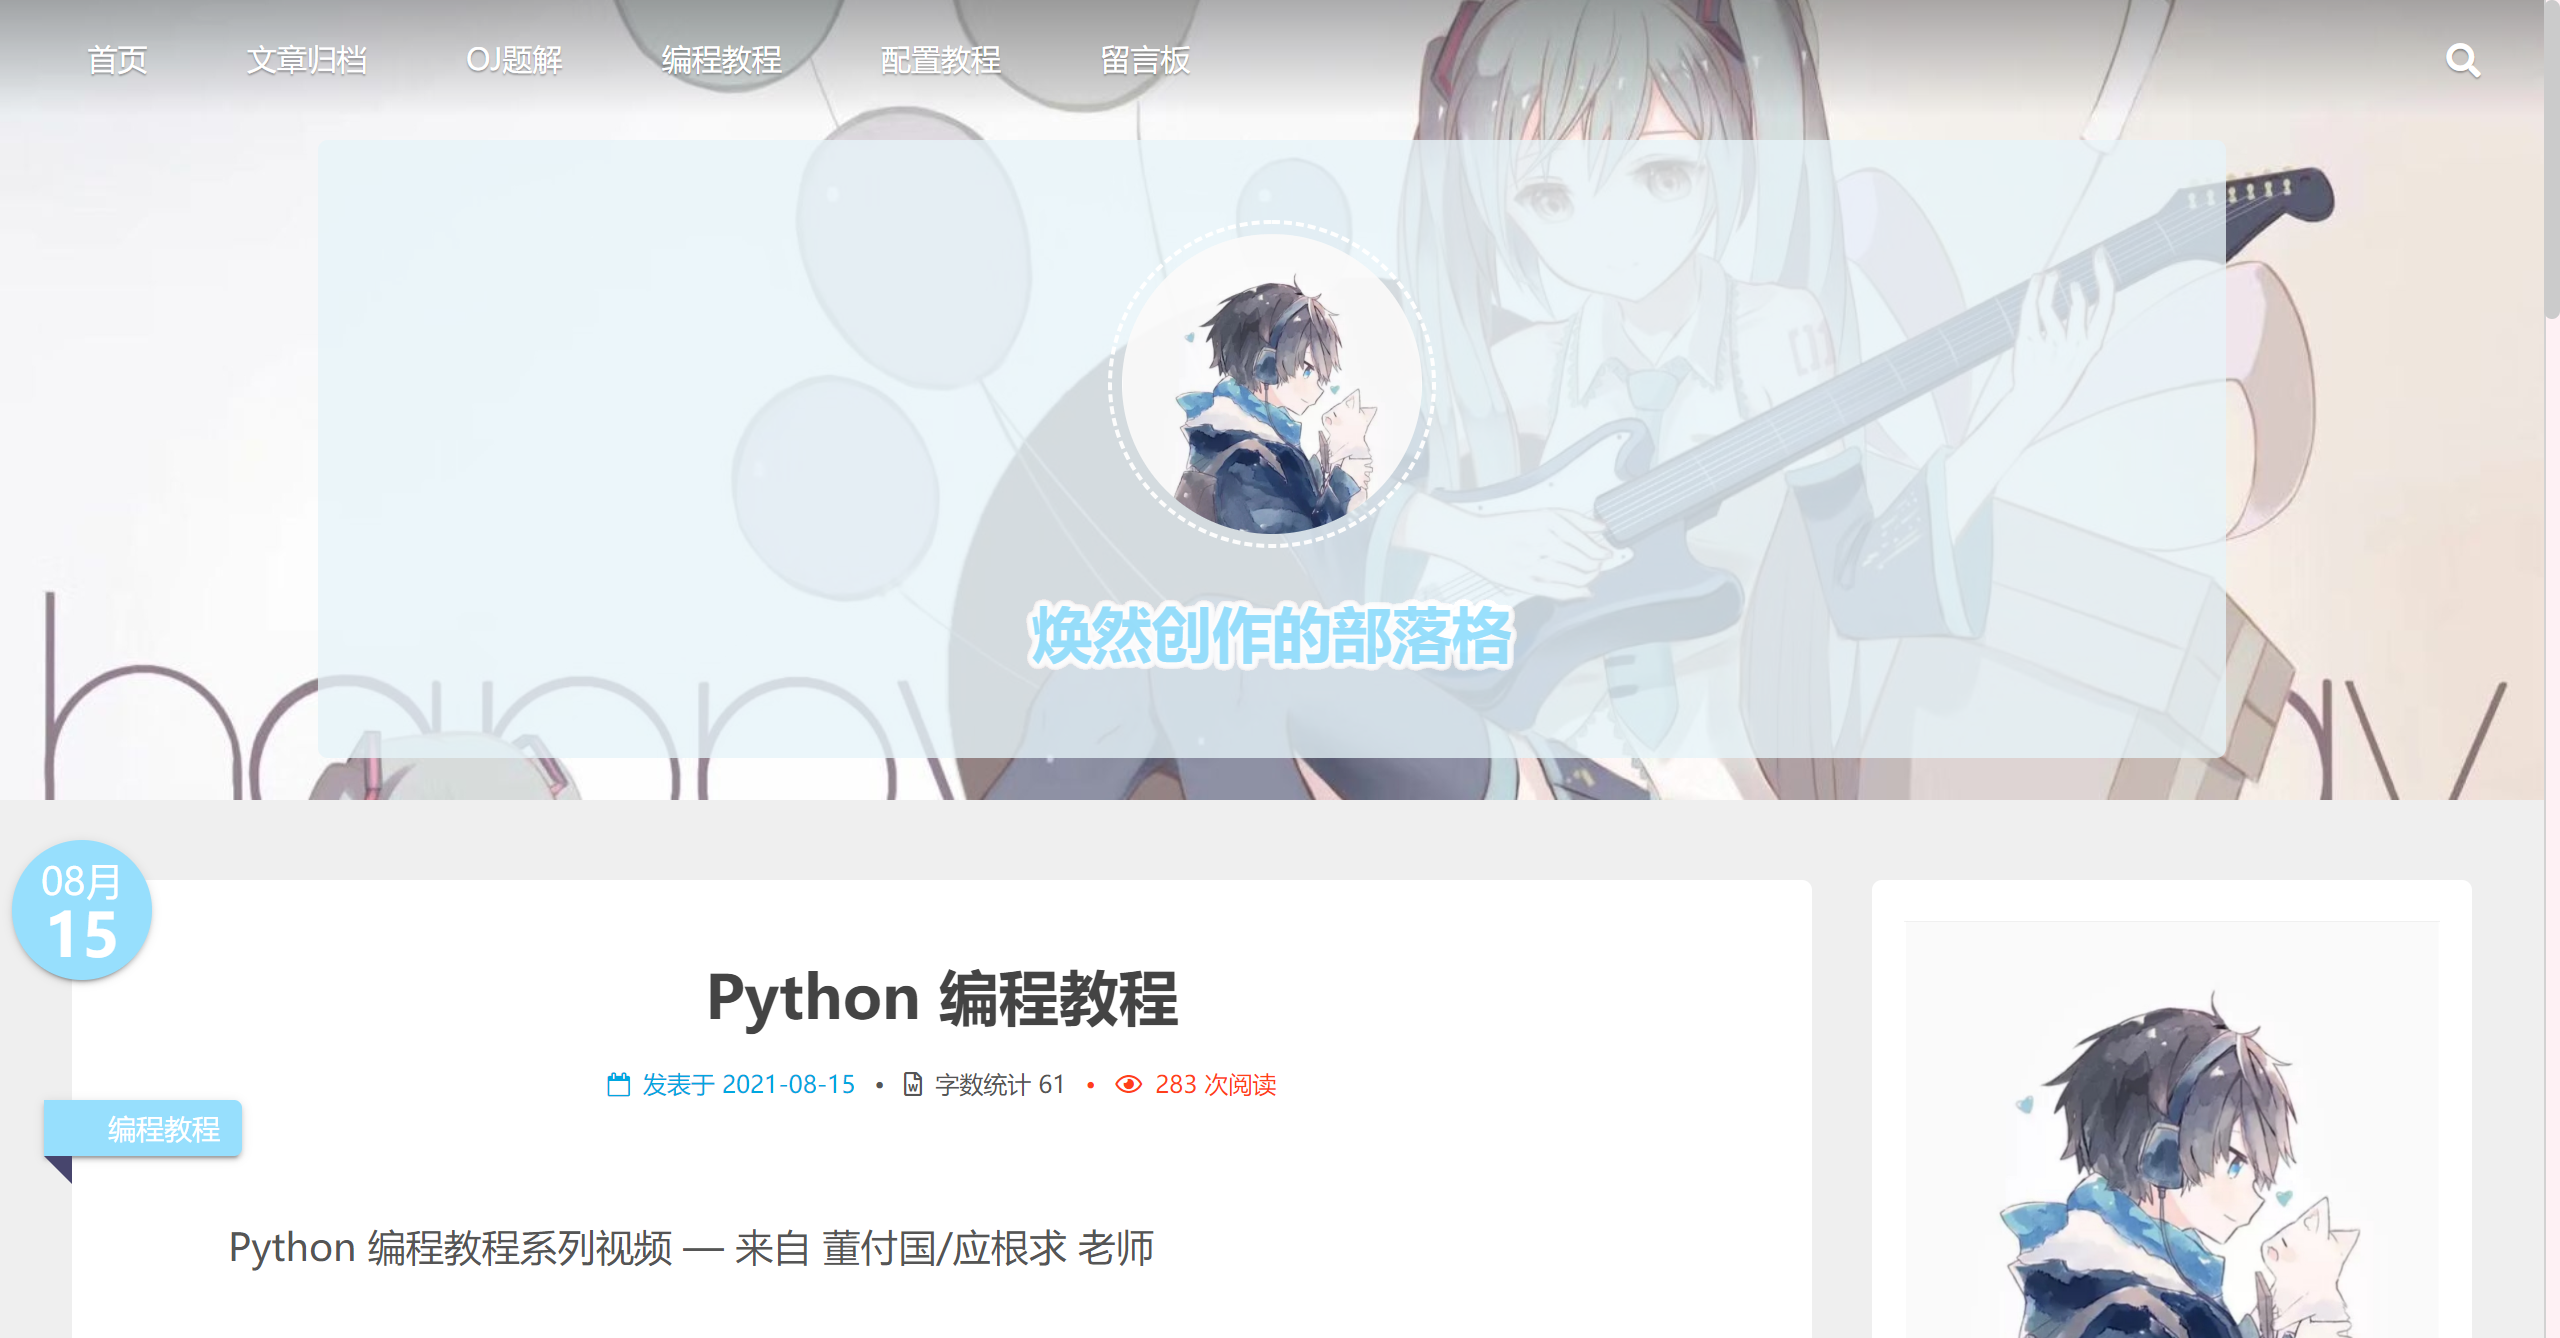 首页 文章归档 OJ题解 编程教程 配置教程 留言板
焕然创作的部落格
happy
08月
15
Python 编程教程
发表于 2021-08-15 • 字数统计 61 • 283 次阅读
编程教程
Python 编程教程系列视频 — 来自 董付国/应根求 老师